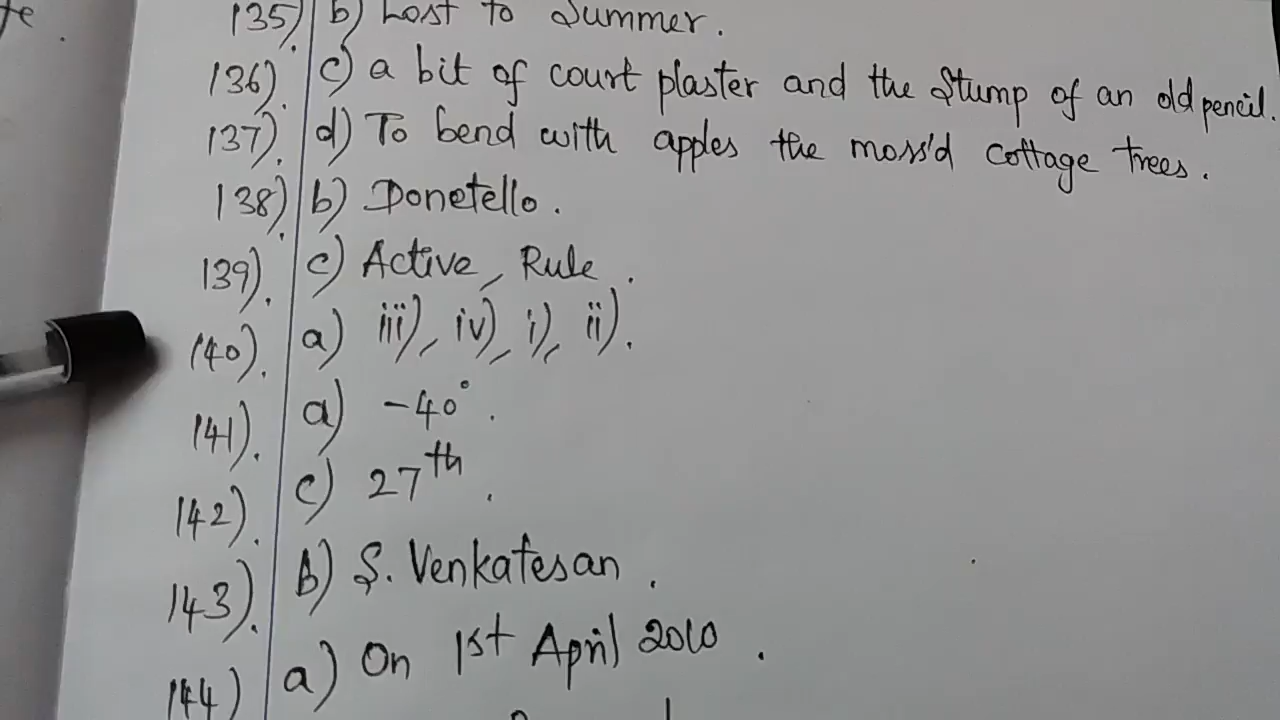 135). b) Lost to Summer.
136). c) a bit of court plaster and the Stump of an old pencil.
137). d) To bend with apples the moss'd cottage trees.
138). b) Donetello.
139). c) Active, Rule.
140). a) iii), iv), i), ii).
141). a) -40°.
142). c) 27th.
143). b) S. Venkatesan.
144) a) On 1st April 2010.